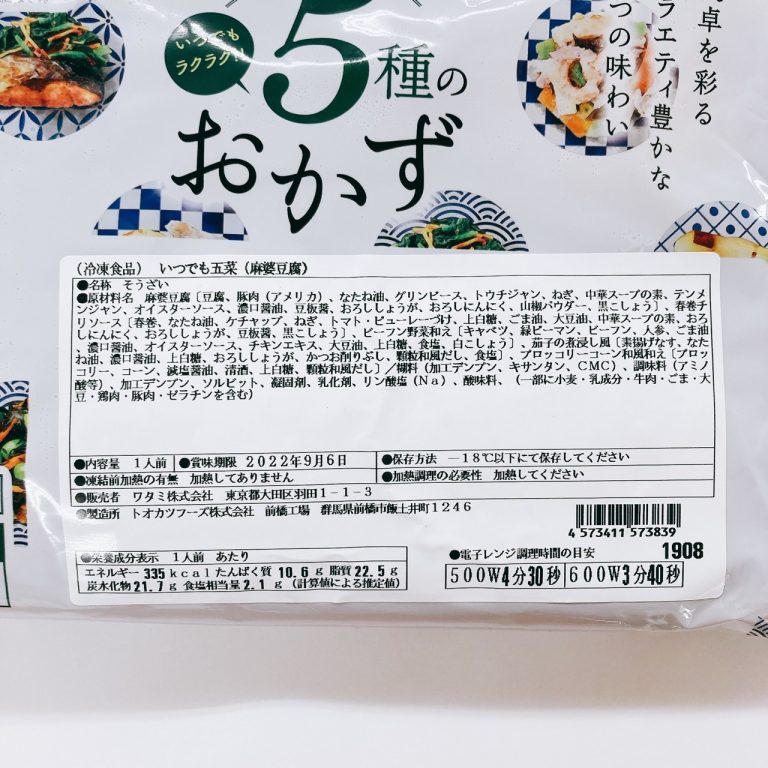 いつでも
ラクラク!
5種の
おかず
卓を彩る
ラエティ豊かな
つの味わい
(冷凍食品) いつでも五菜(麻婆豆腐)
●名称 そうざい
●原材料名 麻婆豆腐〔豆腐、豚肉(アメリカ)、なたね油、グリンピース、トウチジャン、ねぎ、中華スープの素、テンメ
ンジャン、オイスターソース、濃口醤油、豆板醤、おろししょうが、おろしにんにく、山椒パウダー、黒こしょう〕、春巻チ
リソース〔春巻、なたね油、ケチャップ、ねぎ、トマト・ピューレーづけ、上白糖、ごま油、大豆油、中華スープの素、おろ
しにんにく、おろししょうが、豆板醤、黒こしょう〕、ビーフン野菜和え〔キャベツ、緑ピーマン、ビーフン、人参、ごま油
、濃口醤油、オイスターソース、チキンエキス、大豆油、上白糖、食塩、白こしょう〕、茄子の煮浸し風〔素揚げなす、なた
ね油、濃口醤油、上白糖、おろししょうが、かつお削りぶし、顆粒和風だし、食塩〕、ブロッコリーコーン和風和え〔ブロッ
コリー、コーン、減塩醤油、清酒、上白糖、顆粒和風だし〕/糊料(加工デンプン、キサンタン、CMC)、調味料(アミノ
酸等)、加工デンプン、ソルビット、凝固剤、乳化剤、リン酸塩(Na)、酸味料、(一部に小麦・乳成分・牛肉・ごま・大
豆・鶏肉・豚肉・ゼラチンを含む)
●内容量 1人前 ●賞味期限 2022年9月6日 ●保存方法 -18℃以下にて保存してください
●凍結前加熱の有無 加熱してありません ●加熱調理の必要性 加熱してください
●販売者 ワタミ株式会社 東京都大田区羽田1-1-3
●製造所 トオカツフーズ株式会社 前橋工場 群馬県前橋市飯土井町1246
4 573411 573839
●栄養成分表示 1人前 あたり
エネルギー 335kcal たんぱく質 10.6g 脂質 22.5g
炭水化物 21.7g 食塩相当量 2.1g (計算値による推定値)
●電子レンジ調理時間の目安 1908
500W4分30秒 600W3分40秒